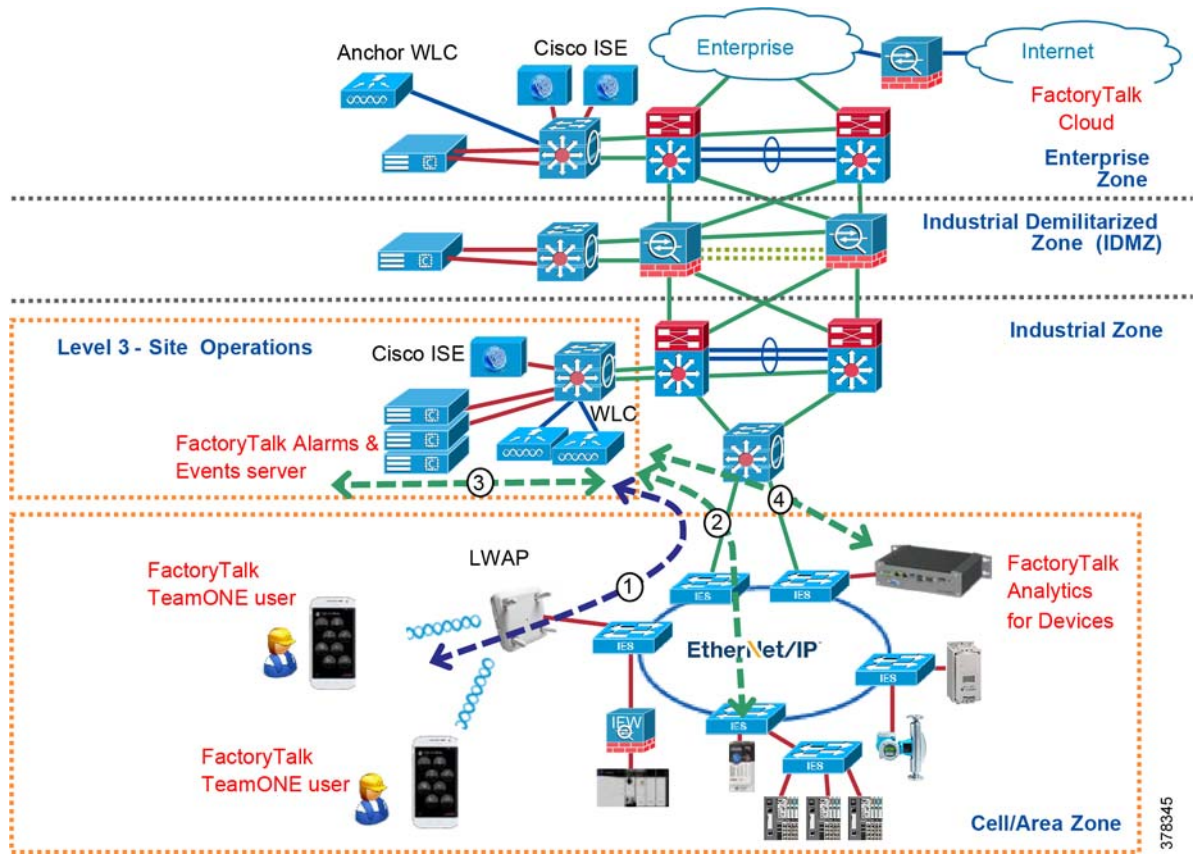 Anchor WLC
Cisco ISE
Enterprise
Internet
FactoryTalk
Cloud
Enterprise
Zone
Industrial Demilitarized
Zone (IDMZ)
Industrial Zone
Level 3 - Site Operations
Cisco ISE
WLC
FactoryTalk Alarms &
Events server
3
4
2
1
LWAP
FactoryTalk
TeamONE user
FactoryTalk
TeamONE user
IES
IES
FactoryTalk
Analytics
for Devices
IES
EtherNet/IP
IES
IFW
IES
IES
Cell/Area Zone
378345